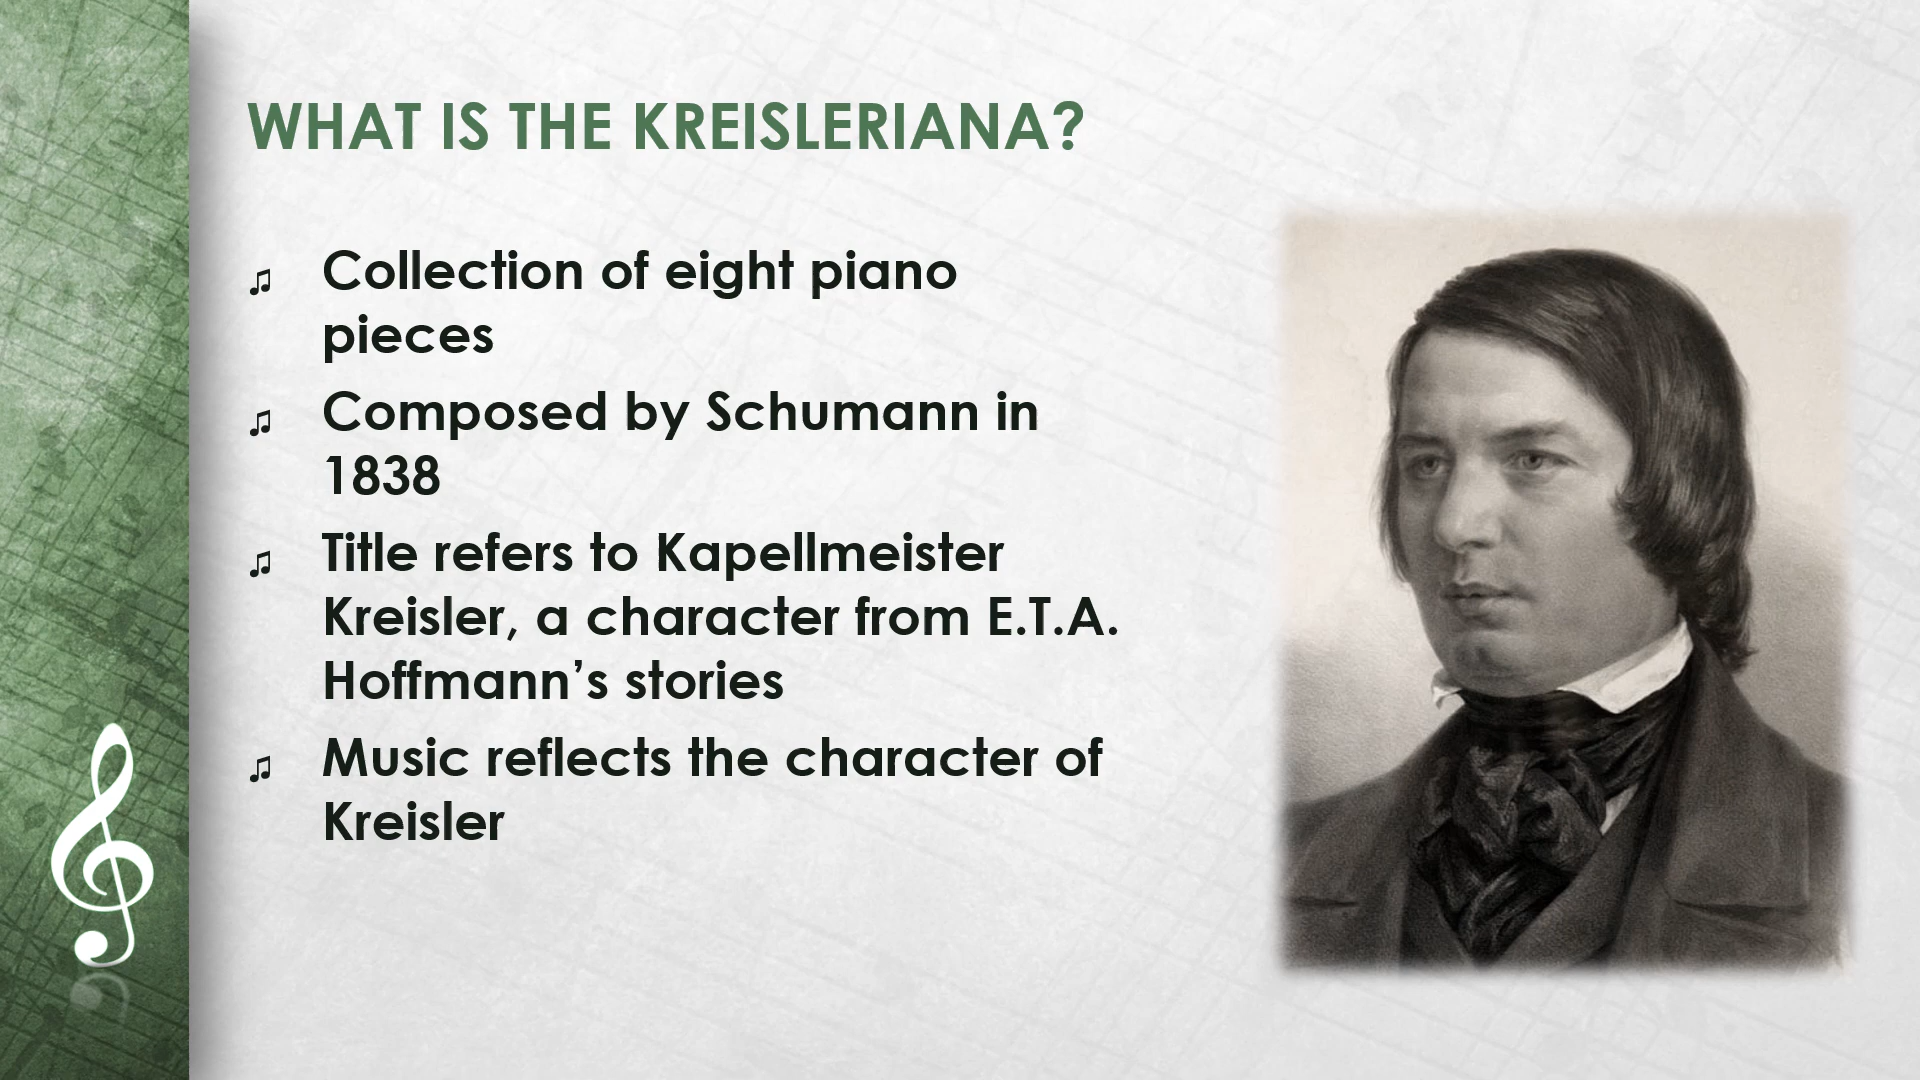 WHAT IS THE KREISLERIANA?
♫ Collection of eight piano
pieces
♫ Composed by Schumann in
1838
♫ Title refers to Kapellmeister
Kreisler, a character from E.T.A.
Hoffmann’s stories
♫ Music reflects the character of
Kreisler